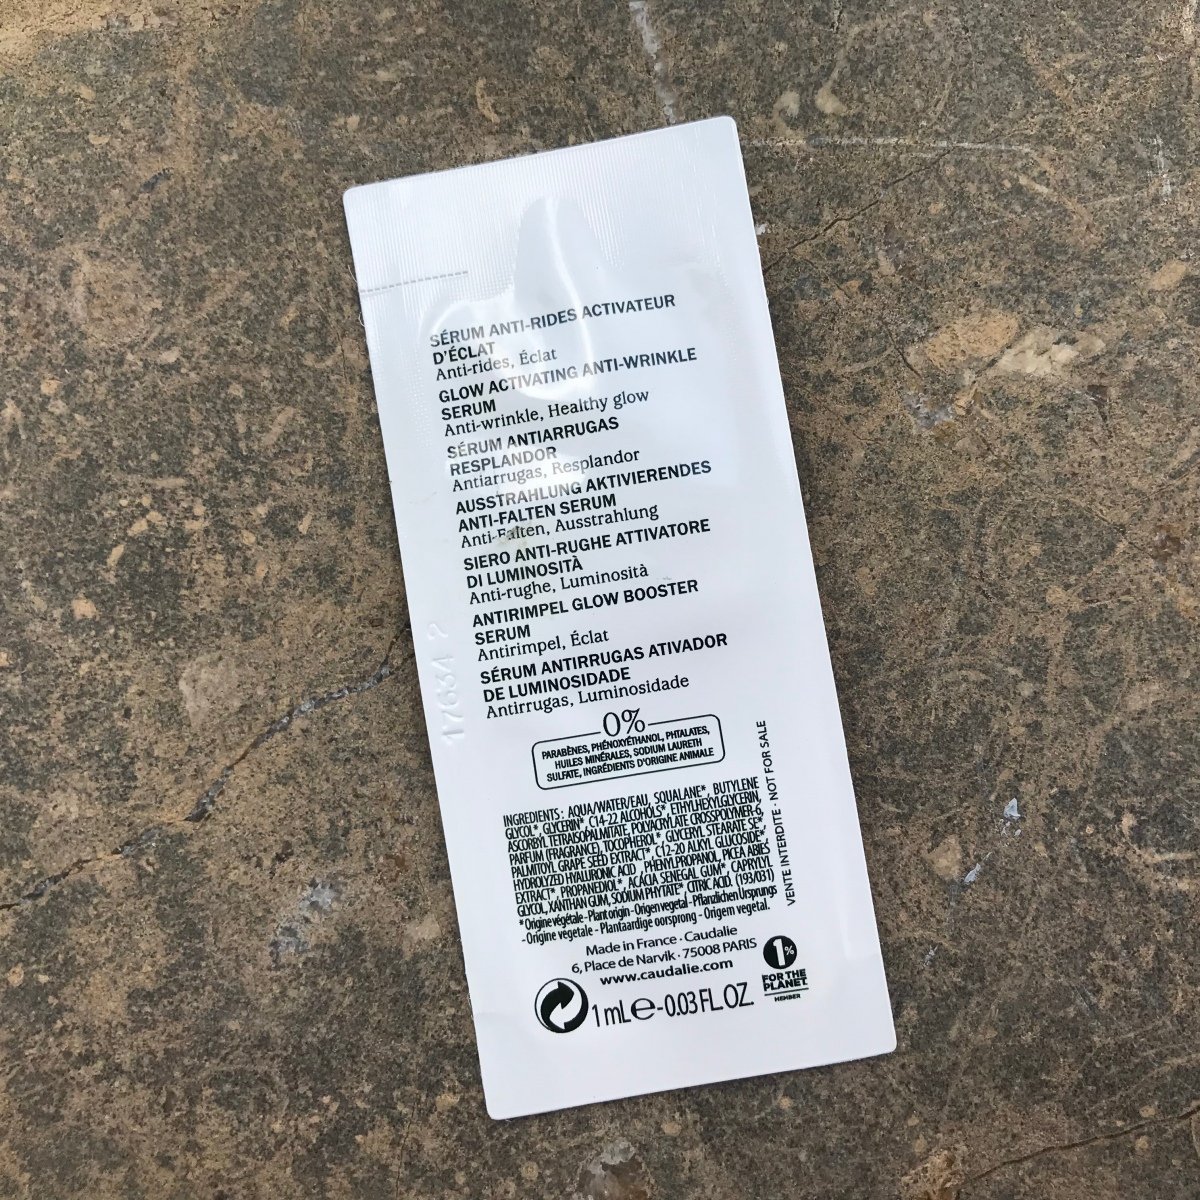 SÉRUM ANTI-RIDES ACTIVATEUR
D'ÉCLAT
Anti-rides, Éclat
GLOW ACTIVATING ANTI-WRINKLE
SERUM
Anti-wrinkle, Healthy glow
SÉRUM ANTIARRUGAS
RESPLANDOR
Antiarrugas, Resplandor
AUSSTRAHLUNG AKTIVIERENDES
ANTI-FALTEN SERUM
Anti-Falten, Ausstrahlung
SIERO ANTI-RUGHE ATTIVATORE
DI LUMINOSITÀ
Anti-rughe, Luminosità
ANTIRIMPEL GLOW BOOSTER
SERUM
Antirimpel, Éclat
SÉRUM ANTIRRUGAS ATIVADOR
DE LUMINOSIDADE
Antirrugas, Luminosidade
0%
PARABÈNES, PHÉNOXYÉTHANOL, PHTALATES,
HUILES MINÉRALES, SODIUM LAURETH
SULFATE, INGRÉDIENTS D'ORIGINE ANIMALE
INGREDIENTS : AQUA/WATER/EAU, SQUALANE*, BUTYLENE
GLYCOL*, GLYCERIN*, C14-22 ALCOHOLS*, ETHYLHEXYLGLYCERIN,
ASCORBYL TETRAISOPALMITATE, POLYACRYLATE CROSSPOLYMER-6,
PARFUM (FRAGRANCE), TOCOPHEROL*, GLYCERYL STEARATE SE*,
PALMITOYL GRAPE SEED EXTRACT*, C12-20 ALKYL GLUCOSIDE*,
HYDROLYZED HYALURONIC ACID, PHENYLPROPANOL, PICEA ABIES
EXTRACT*, PROPANEDIOL*, ACACIA SENEGAL GUM*, CAPRYLYL
GLYCOL, XANTHAN GUM, SODIUM PHYTATE*, CITRIC ACID. (193/031)
*Origine végétale - Plant origin - Origen vegetal - Pflanzlichen Ursprungs
- Origine vegetale - Plantaardige oorsprong - Origem vegetal.
VENTE INTERDITE · NOT FOR SALE
Made in France · Caudalie
6, Place de Narvik · 75008 PARIS
www.caudalie.com
1 mL ℮ - 0.03 FL OZ.
1%
FOR THE
PLANET
MEMBER
17634 2